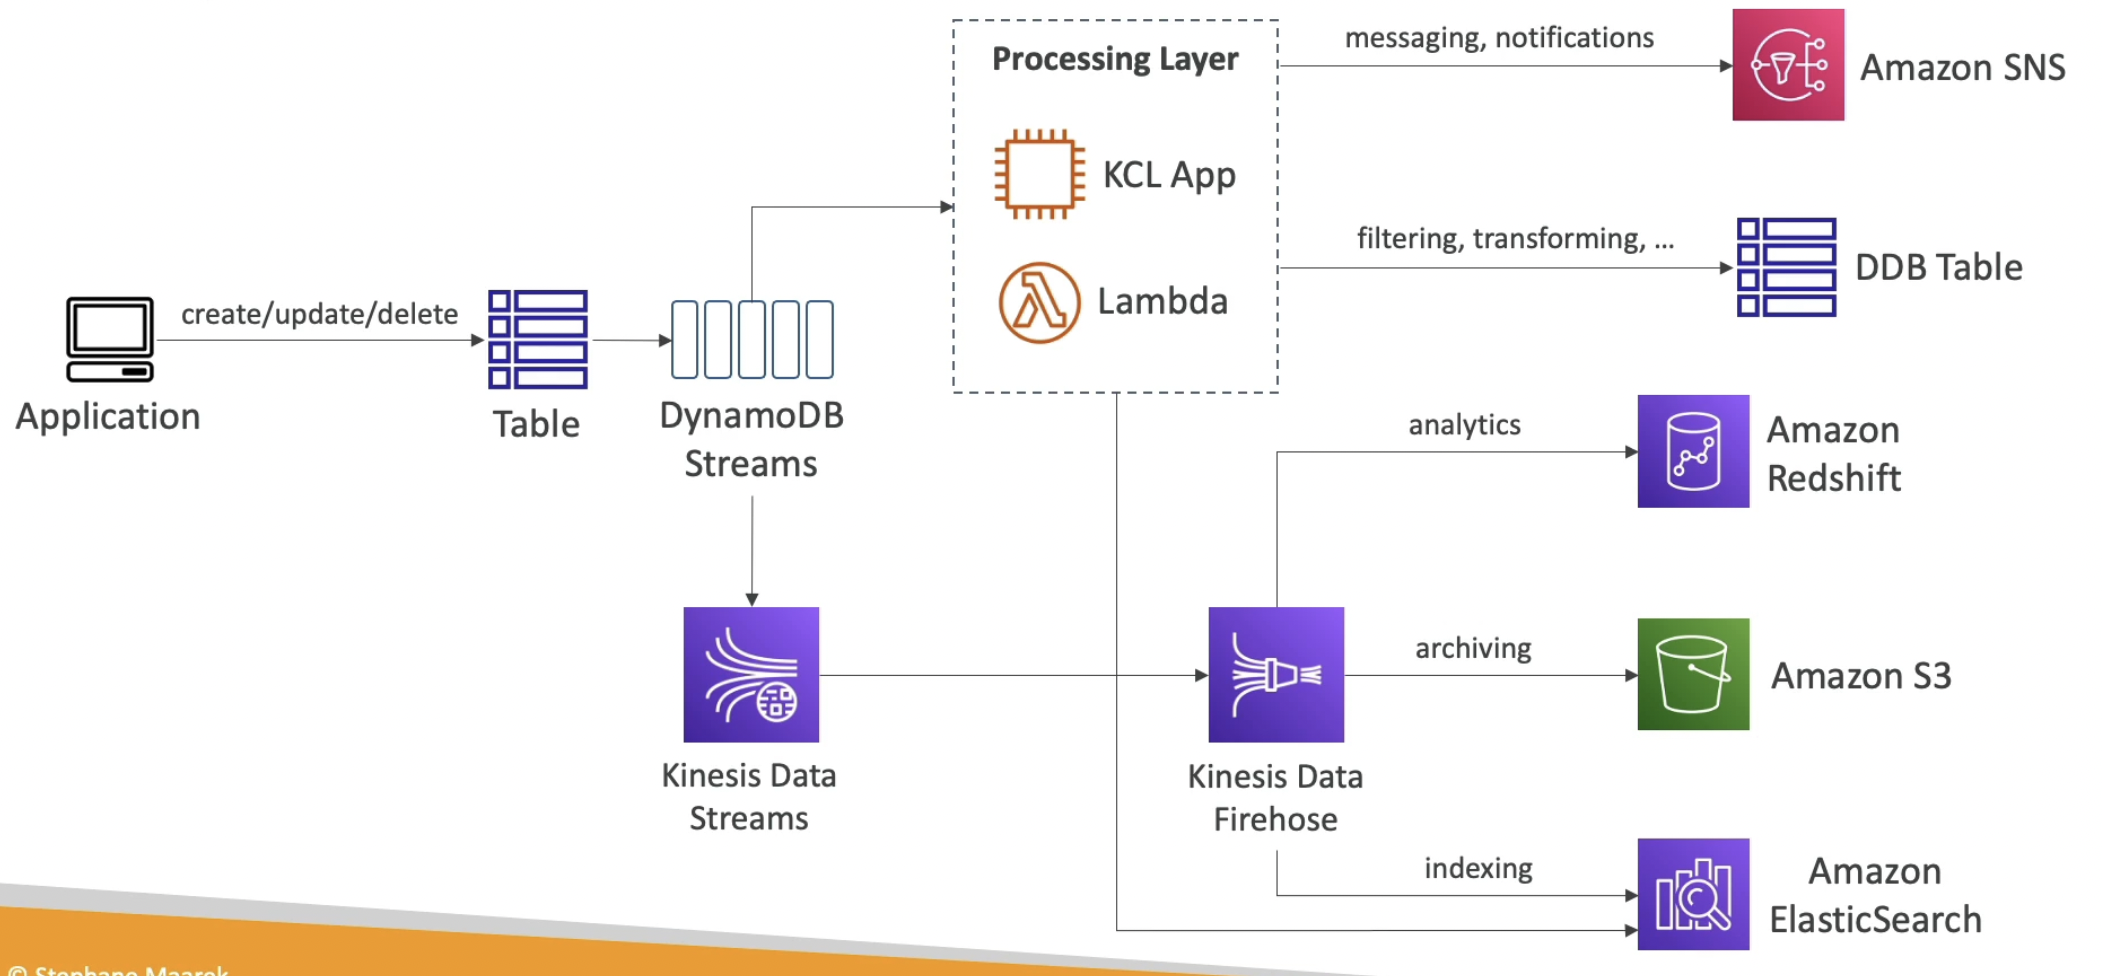 Processing Layer
KCL App
Lambda
messaging, notifications
Amazon SNS
filtering, transforming, ...
DDB Table
create/update/delete
Application
Table
DynamoDB
Streams
analytics
Amazon
Redshift
archiving
Amazon S3
Kinesis Data
Streams
Kinesis Data
Firehose
indexing
Amazon
ElasticSearch
© Stephane Maarek